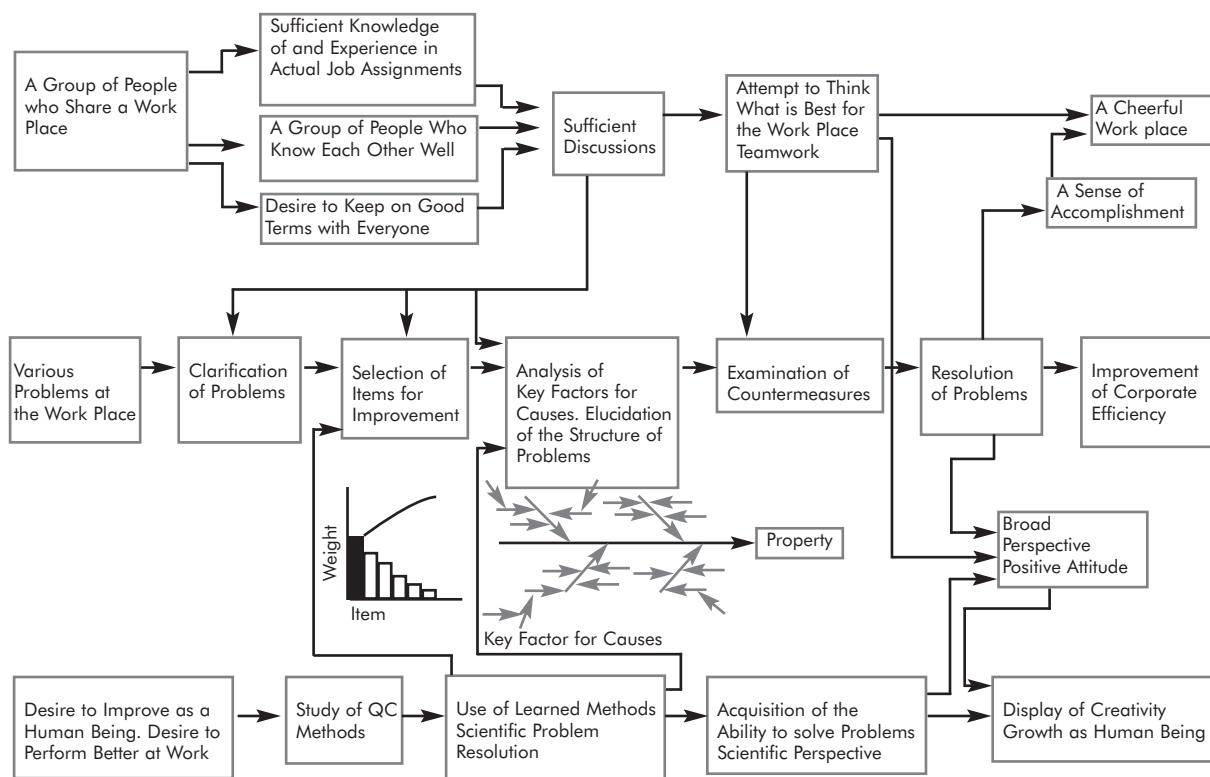 Sufficient Knowledge
of and Experience in
Actual Job Assignments
A Group of People
who Share a Work
Place
A Group of People Who
Know Each Other Well
Desire to Keep on Good
Terms with Everyone
Sufficient
Discussions
Attempt to Think
What is Best for
the Work Place
Teamwork
A Cheerful
Work place
A Sense of
Accomplishment
Various
Problems at
the Work Place
Clarification
of Problems
Selection of
Items for
Improvement
Analysis of
Key Factors for
Causes. Elucidation
of the Structure of
Problems
Examination of
Countermeasures
Resolution
of Problems
Improvement
of Corporate
Efficiency
Weight
Item
Property
Key Factor for Causes
Broad
Perspective
Positive Attitude
Desire to Improve as a
Human Being. Desire to
Perform Better at Work
Study of QC
Methods
Use of Learned Methods
Scientific Problem
Resolution
Acquisition of the
Ability to solve Problems
Scientific Perspective
Display of Creativity
Growth as Human Being